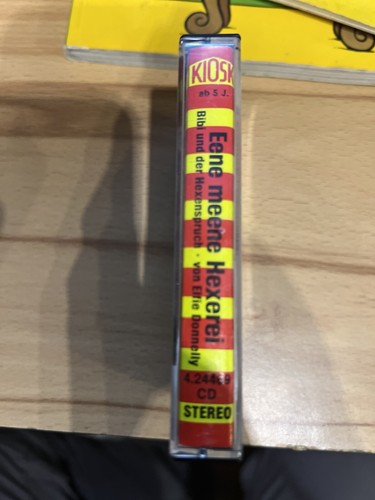 KIOSK
ab 5 J.
Eene meene Hexerei
Bibi und der Hexenspruch · von Elfie Donnelly
4.24469
CD
STEREO